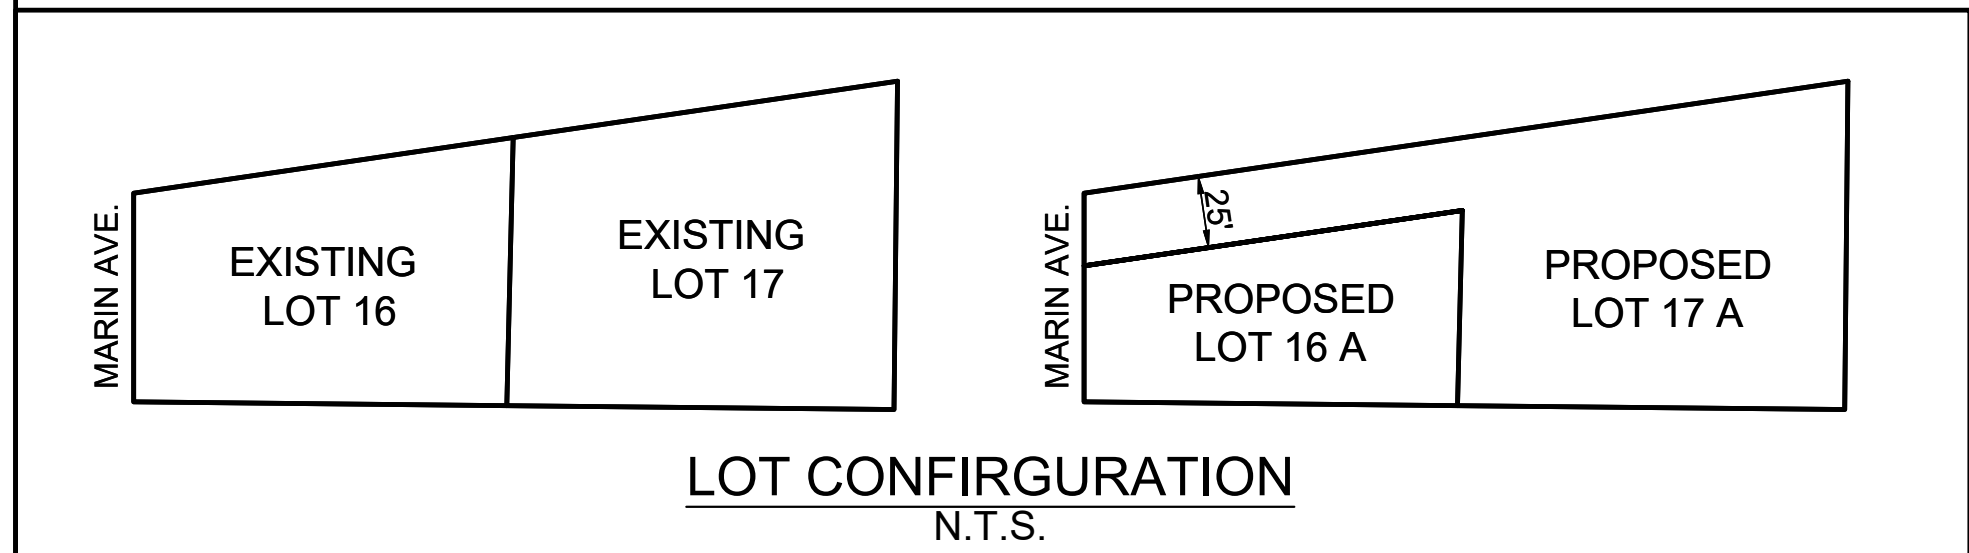 MARIN AVE.
EXISTING
LOT 16
EXISTING
LOT 17
MARIN AVE.
25'
PROPOSED
LOT 16 A
PROPOSED
LOT 17 A
LOT CONFIRGURATION
N.T.S.